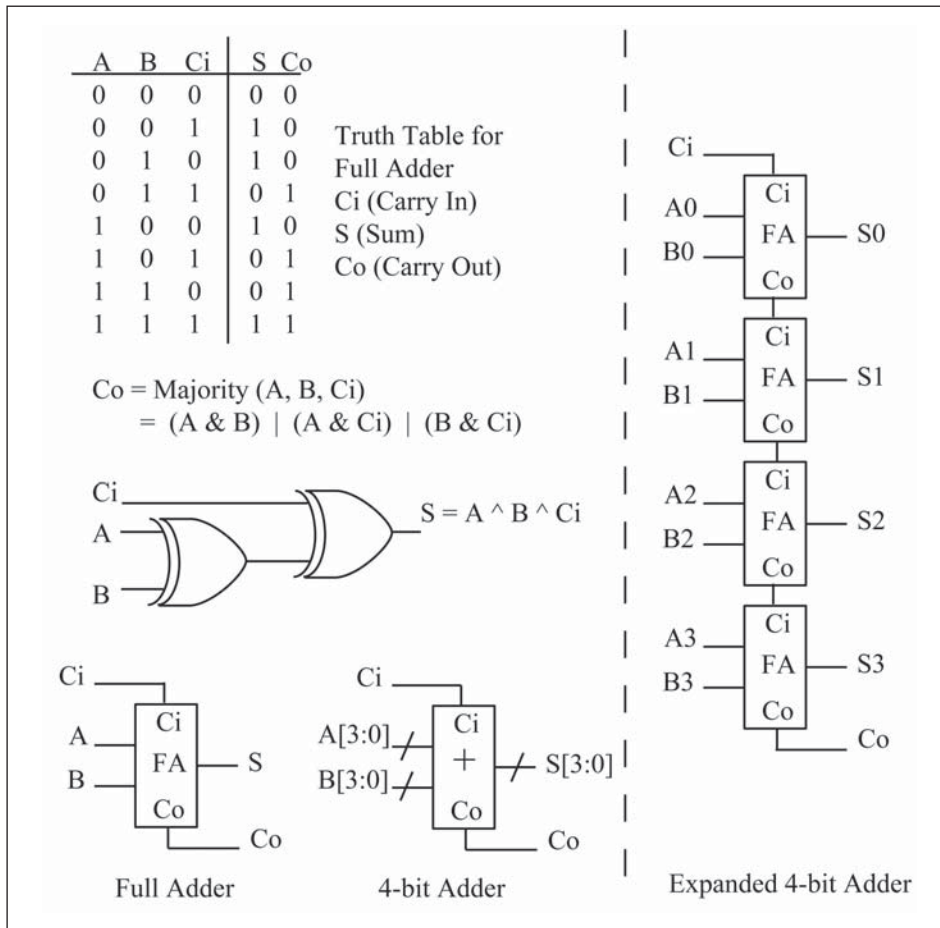 A B Ci S Co
0 0 0 0 0
0 0 1 1 0
0 1 0 1 0
0 1 1 0 1
1 0 0 1 0
1 0 1 0 1
1 1 0 0 1
1 1 1 1 1
Truth Table for
Full Adder
Ci (Carry In)
S (Sum)
Co (Carry Out)
Co = Majority (A, B, Ci)
= (A & B) | (A & Ci) | (B & Ci)
Ci
A
B
S = A ^ B ^ Ci
Ci
Ci
A
FA
S
B
Co
Co
Full Adder
Ci
Ci
A[3:0]
+
S[3:0]
B[3:0]
Co
Co
4-bit Adder
Ci
Ci
A0
FA
S0
B0
Co
Ci
A1
FA
S1
B1
Co
Ci
A2
FA
S2
B2
Co
Ci
A3
FA
S3
B3
Co
Co
Expanded 4-bit Adder